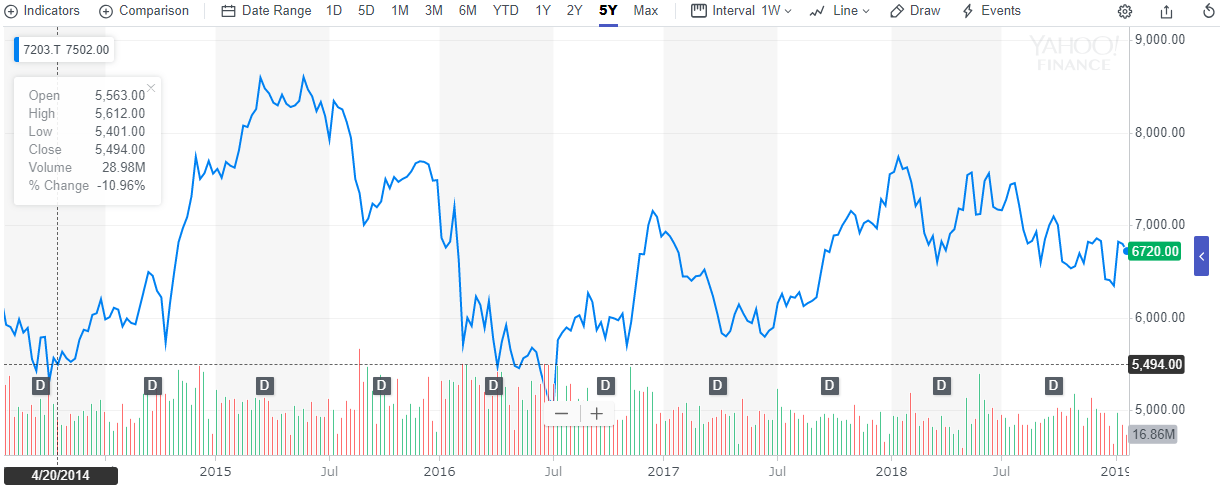 Indicators Comparison Date Range 1D 5D 1M 3M 6M YTD 1Y 2Y 5Y Max Interval 1W Line Draw Events
7203.T 7502.00
YAHOO!
FINANCE
Open 5,563.00
High 5,612.00
Low 5,401.00
Close 5,494.00
Volume 28.98M
% Change -10.96%
9,000.00
8,000.00
7,000.00
6720.00
6,000.00
5,494.00
D D D D D D D D D D
5,000.00
16.86M
4/20/2014 2015 Jul 2016 Jul 2017 Jul 2018 Jul 2019